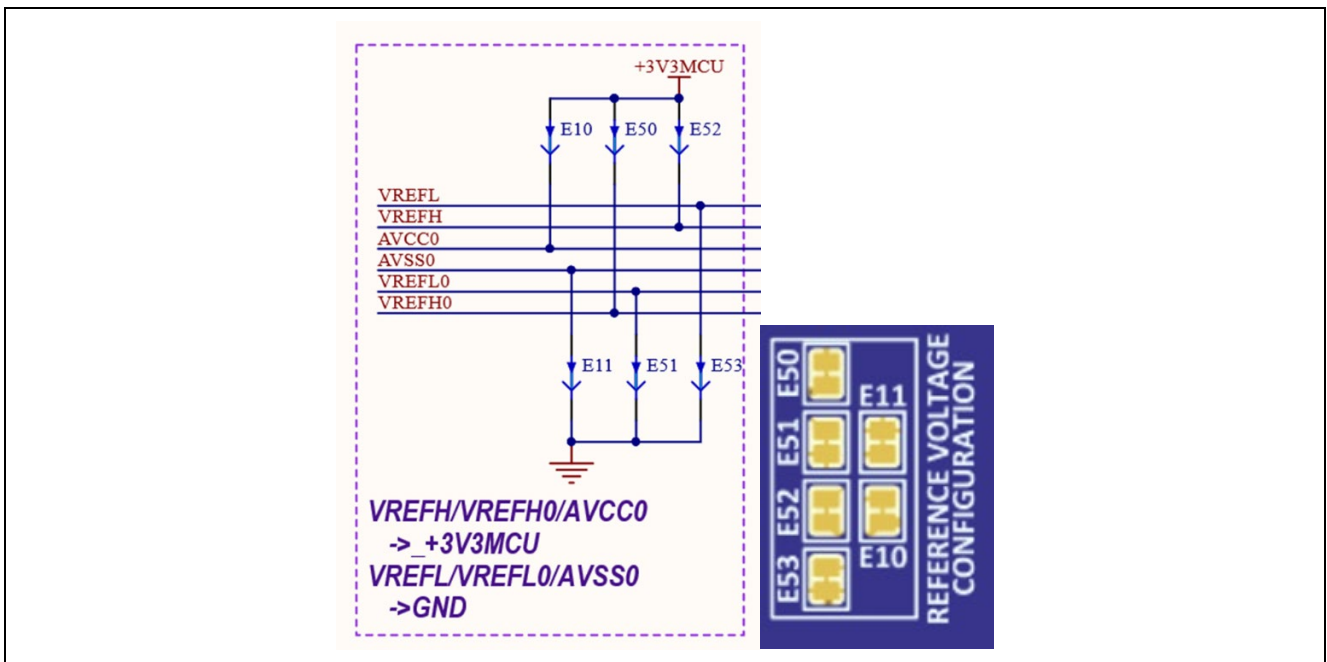 +3V3MCU
E10 E50 E52
VREFL
VREFH
AVCC0
AVSS0
VREFL0
VREFH0
E11 E51 E53
VREFH/VREFH0/AVCC0
->_+3V3MCU
VREFL/VREFL0/AVSS0
->GND
E50
E51
E52
E53
E11
E10
REFERENCE VOLTAGE
CONFIGURATION